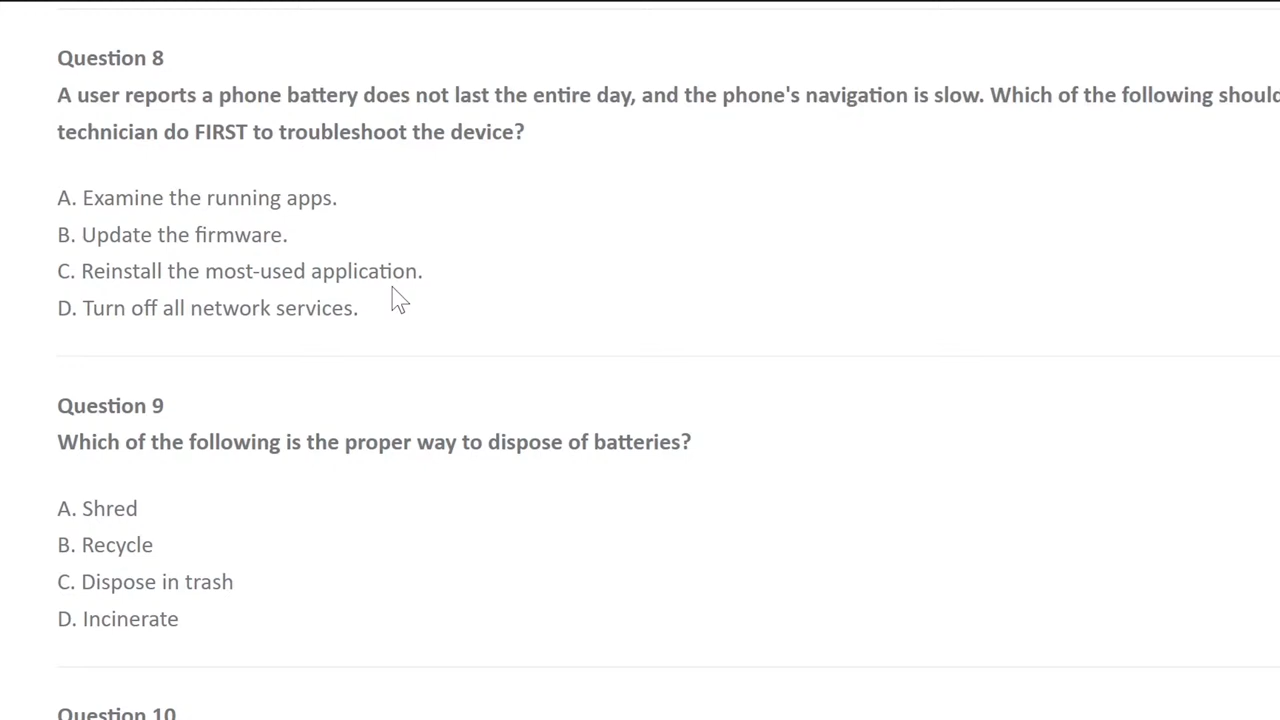 Question 8
A user reports a phone battery does not last the entire day, and the phone's navigation is slow. Which of the following should
technician do FIRST to troubleshoot the device?
A. Examine the running apps.
B. Update the firmware.
C. Reinstall the most-used application.
D. Turn off all network services.
Question 9
Which of the following is the proper way to dispose of batteries?
A. Shred
B. Recycle
C. Dispose in trash
D. Incinerate
Question 10